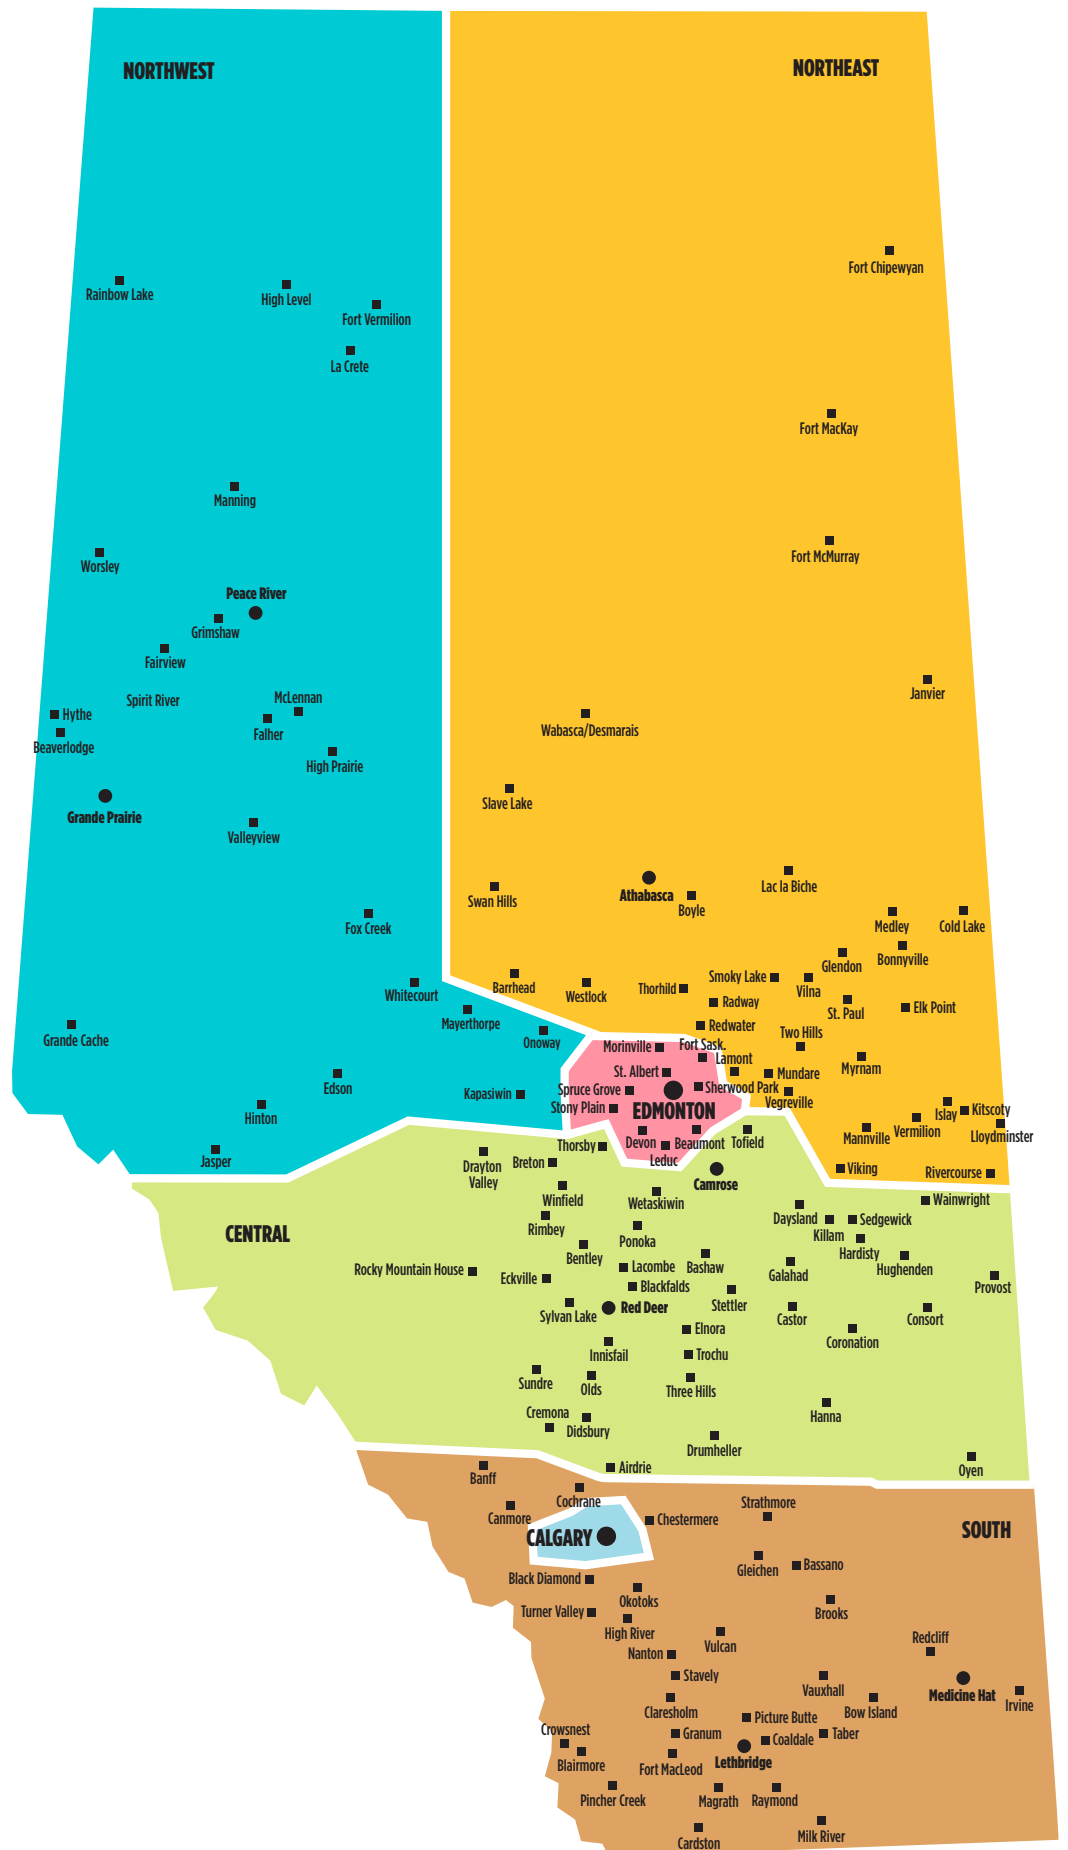 NORTHWEST
NORTHEAST
Fort Chipewyan
Rainbow Lake
High Level
Fort Vermilion
La Crete
Fort MacKay
Manning
Fort McMurray
Worsley
Peace River
Grimshaw
Fairview
Janvier
Spirit River
McLennan
Hythe
Falher
Wabasca/Desmarais
Beaverlodge
High Prairie
Slave Lake
Grande Prairie
Valleyview
Lac la Biche
Athabasca
Swan Hills
Boyle
Fox Creek
Medley
Cold Lake
Bonnyville
Glendon
Smoky Lake
Barrhead
Thorhild
Vilna
Whitecourt
Westlock
Radway
Elk Point
St. Paul
Mayerthorpe
Redwater
Two Hills
Grande Cache
Onoway
Morinville
Fort Sask.
Lamont
Myrnam
St. Albert
Mundare
Edson
Kapasiwin
Spruce Grove
Sherwood Park
Vegreville
Stony Plain
EDMONTON
Hinton
Islay
Kitscoty
Vermilion
Mannville
Lloydminster
Thorsby
Devon
Beaumont
Tofield
Jasper
Leduc
Breton
Drayton
Valley
Viking
Rivercourse
Camrose
Winfield
Wetaskiwin
Wainwright
CENTRAL
Rimbey
Daysland
Sedgewick
Killam
Ponoka
Hardisty
Bentley
Rocky Mountain House
Eckville
Lacombe
Bashaw
Galahad
Hughenden
Blackfalds
Provost
Sylvan Lake
Red Deer
Stettler
Castor
Consort
Elnora
Coronation
Innisfail
Trochu
Sundre
Olds
Three Hills
Cremona
Didsbury
Hanna
Drumheller
Airdrie
Oyen
Banff
Cochrane
Strathmore
Canmore
Chestermere
CALGARY
SOUTH
Gleichen
Bassano
Black Diamond
Okotoks
Turner Valley
Brooks
High River
Redcliff
Nanton
Vulcan
Stavely
Vauxhall
Medicine Hat
Irvine
Claresholm
Bow Island
Picture Butte
Crowsnest
Granum
Coaldale
Taber
Blairmore
Fort MacLeod
Lethbridge
Pincher Creek
Magrath
Raymond
Milk River
Cardston